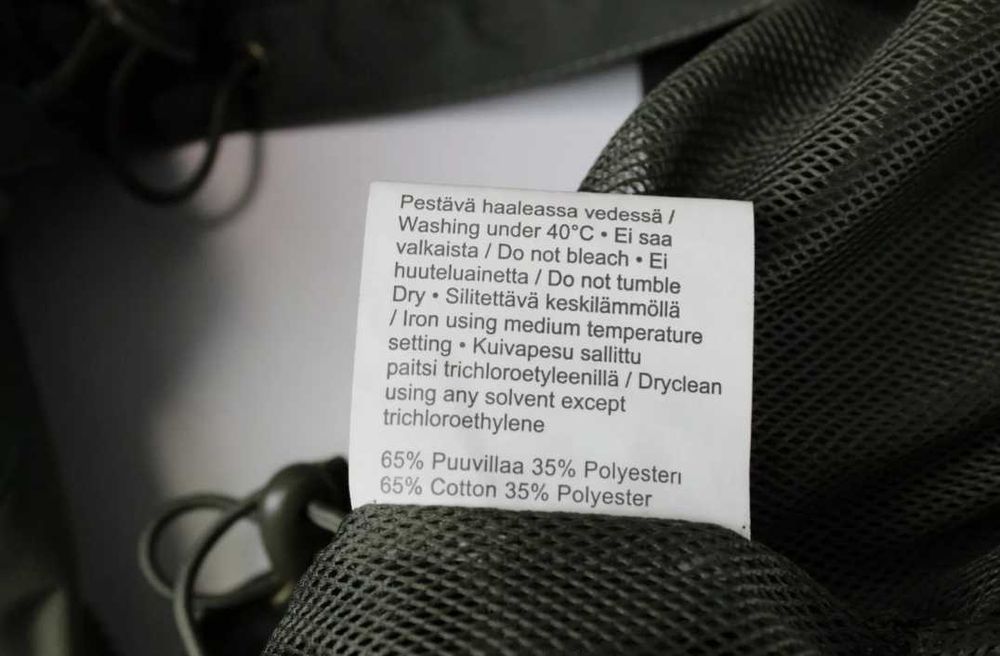 Pestävä haaleassa vedessä /
Washing under 40°C • Ei saa
valkaista / Do not bleach • Ei
huuteluainetta / Do not tumble
Dry • Silitettävä keskilämmöllä
/ Iron using medium temperature
setting • Kuivapesu sallittu
paitsi trichloroetyleenillä / Dryclean
using any solvent except
trichloroethylene
65% Puuvillaa 35% Polyesterı
65% Cotton 35% Polyester